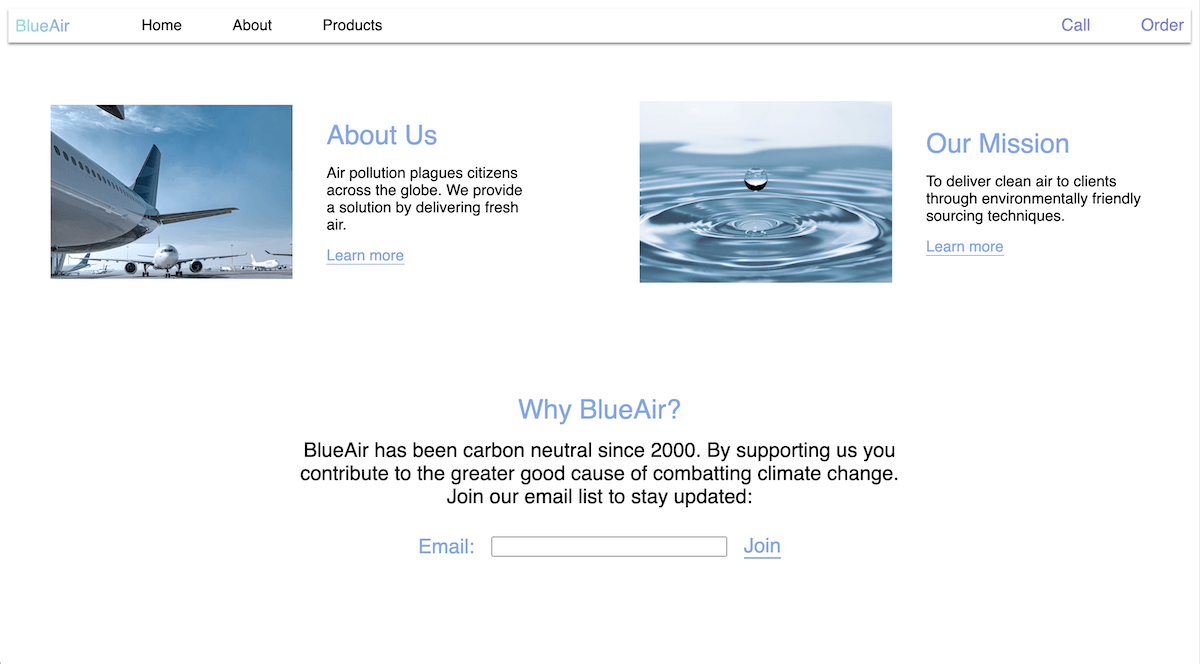 BlueAir Home About Products Call Order
About Us
Air pollution plagues citizens
across the globe. We provide
a solution by delivering fresh
air.
Learn more
Our Mission
To deliver clean air to clients
through environmentally friendly
sourcing techniques.
Learn more
Why BlueAir?
BlueAir has been carbon neutral since 2000. By supporting us you
contribute to the greater good cause of combatting climate change.
Join our email list to stay updated:
Email: Join